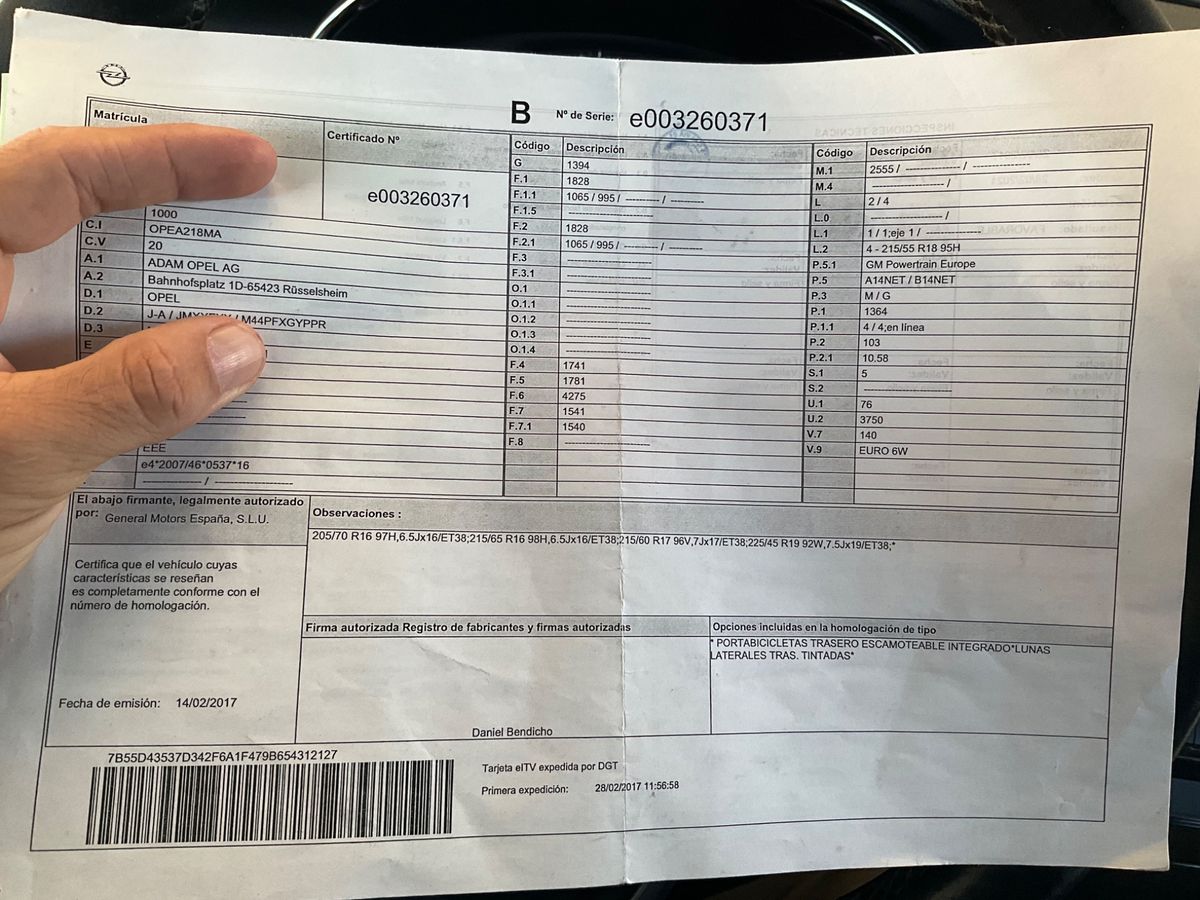 B Nº de Serie: e003260371
Matrícula
Certificado Nº
e003260371
1000
C.I OPEA218MA
C.V 20
A.1 ADAM OPEL AG
A.2 Bahnhofsplatz 1D-65423 Rüsselsheim
D.1 OPEL
D.2 J-A / / M44PFXGYPPR
D.3
E
EEE
e4*2007/46*0537*16
--------------- / --------------------
Código Descripción
G 1394
F.1 1828
F.1.1 1065 / 995 / --------- / ---------
F.1.5 ----------------------
F.2 1828
F.2.1 1065 / 995 / --------- / ---------
F.3 ----------------------
F.3.1 ----------------------
O.1 ----------------------
O.1.1 ----------------------
O.1.2 ----------------------
O.1.3 ----------------------
O.1.4 ----------------------
F.4 1741
F.5 1781
F.6 4275
F.7 1541
F.7.1 1540
F.8 ----------------------
Código Descripción
M.1 2555 / --------------- / ---------------
M.4 ------------------- /
L 2 / 4
L.0 ------------------- /
L.1 1 / 1;eje 1 / ---------------
L.2 4 - 215/55 R18 95H
P.5.1 GM Powertrain Europe
P.5 A14NET / B14NET
P.3 M / G
P.1 1364
P.1.1 4 / 4;en línea
P.2 103
P.2.1 10.58
S.1 5
S.2 ----------------------
U.1 76
U.2 3750
V.7 140
V.9 EURO 6W
El abajo firmante, legalmente autorizado
por: General Motors España, S.L.U.
Certifica que el vehículo cuyas
características se reseñan
es completamente conforme con el
número de homologación.
Fecha de emisión: 14/02/2017
Observaciones :
205/70 R16 97H,6.5Jx16/ET38;215/65 R16 98H,6.5Jx16/ET38;215/60 R17 96V,7Jx17/ET38;225/45 R19 92W,7.5Jx19/ET38;*
Firma autorizada Registro de fabricantes y firmas autorizadas
Daniel Bendicho
Opciones incluidas en la homologación de tipo
* PORTABICICLETAS TRASERO ESCAMOTEABLE INTEGRADO*LUNAS
LATERALES TRAS. TINTADAS*
7B55D43537D342F6A1F479B654312127
Tarjeta eITV expedida por DGT
Primera expedición: 28/02/2017 11:56:58